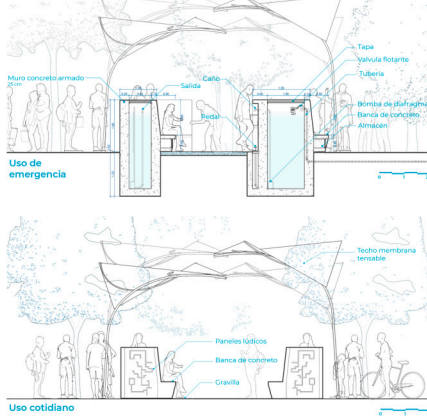 Tapa
Valvula flotante
Tubería
Muro concreto armado
25 cm
Salida
Caño
Pedal
Bomba de diafragma
Banca de concreto
Almacén
Uso de
emergencia
Techo membrana
tensable
Paneles lúdicos
Banca de concreto
Gravilla
Uso cotidiano